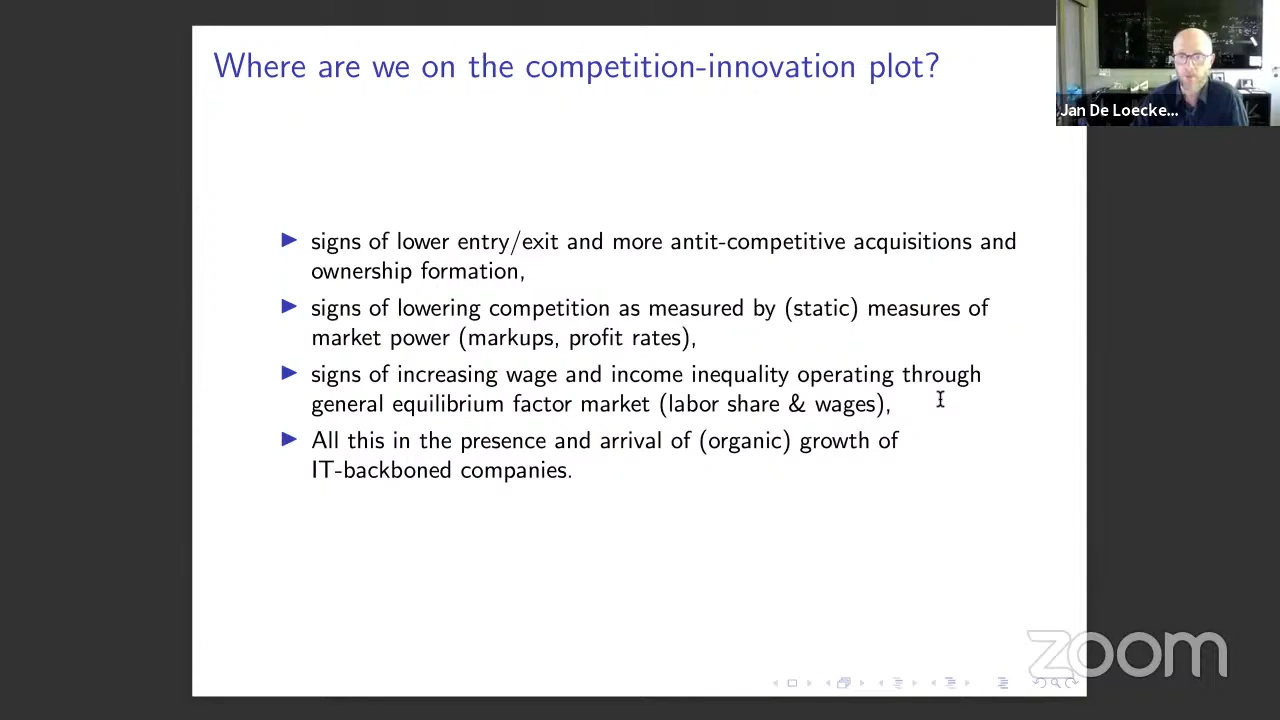 Where are we on the competition-innovation plot?
Jan De Loecke...
signs of lower entry/exit and more antit-competitive acquisitions and
ownership formation,
signs of lowering competition as measured by (static) measures of
market power (markups, profit rates),
signs of increasing wage and income inequality operating through
general equilibrium factor market (labor share & wages),
All this in the presence and arrival of (organic) growth of
IT-backboned companies.
zoom